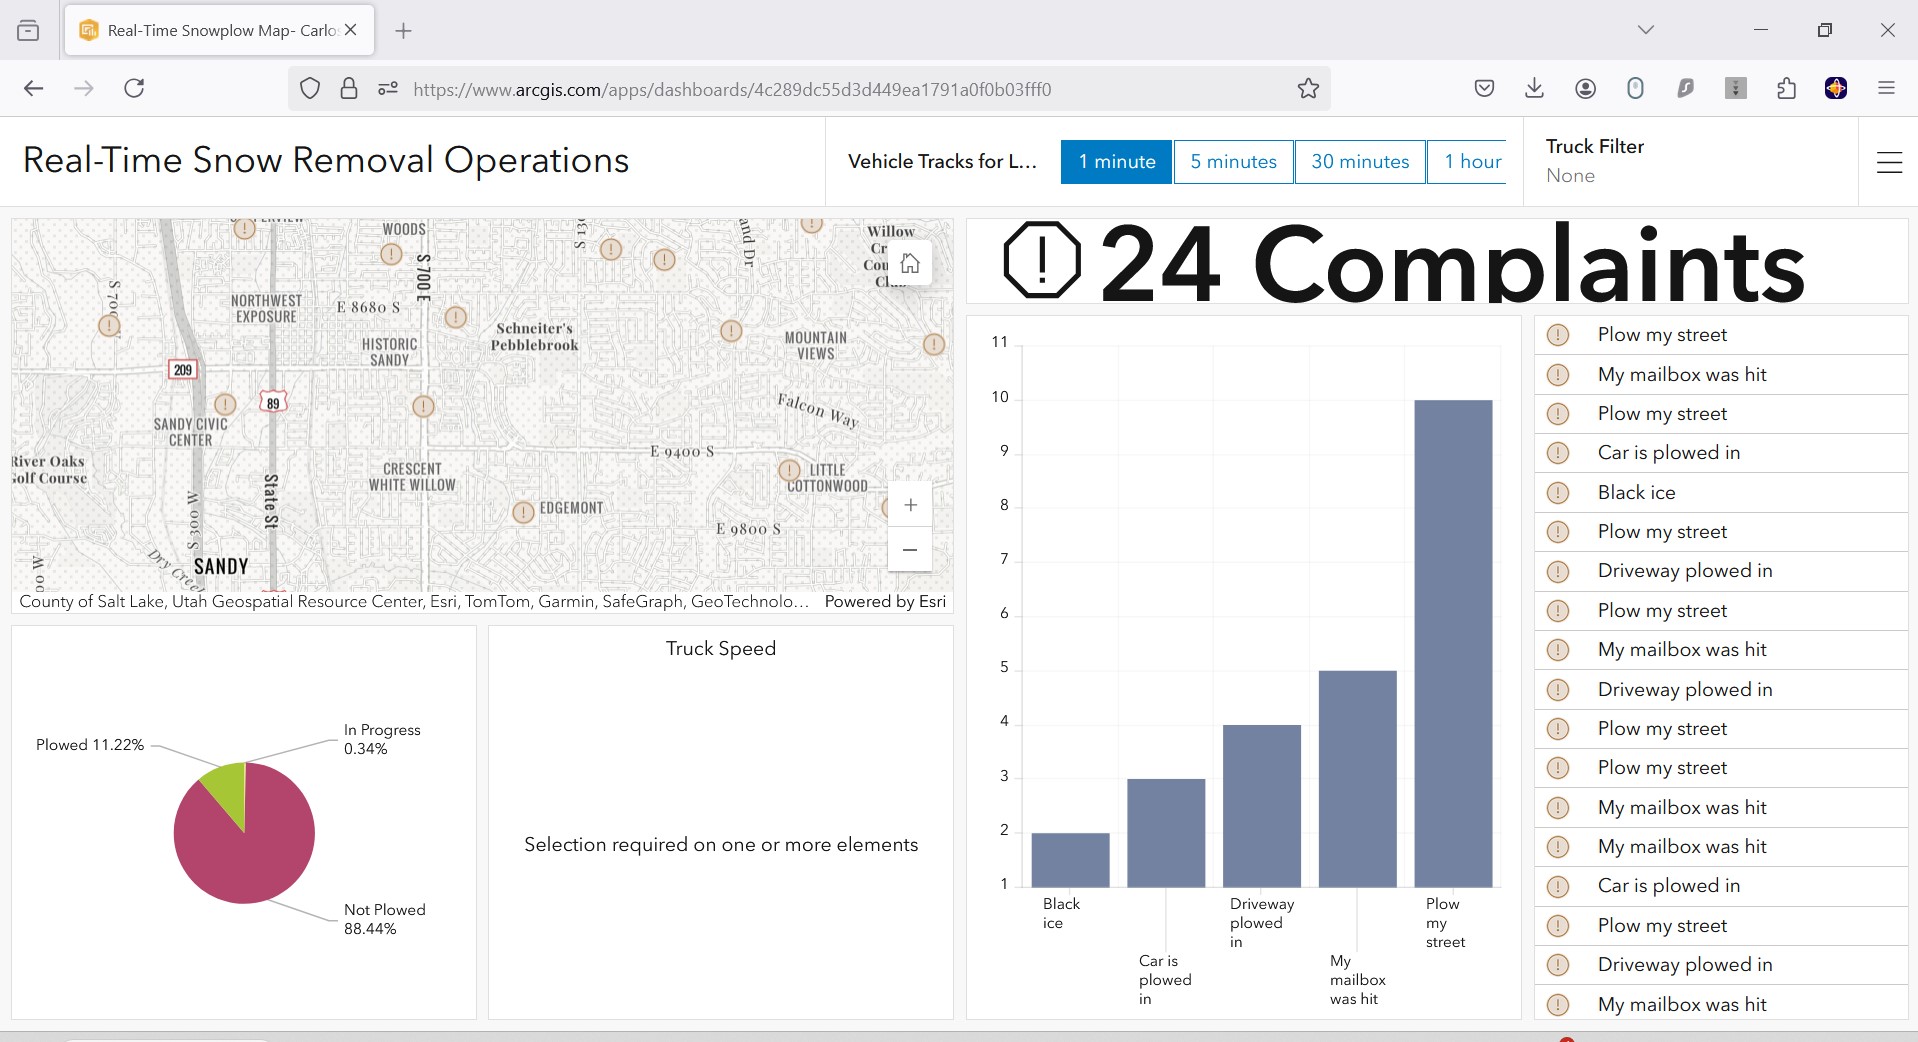 Real-Time Snowplow Map- Carlo
https://www.arcgis.com/apps/dashboards/4c289dc55d3d449ea1791a0f0b03fff0
Real-Time Snow Removal Operations
Vehicle Tracks for L...
1 minute
5 minutes
30 minutes
1 hour
Truck Filter
None
WOODS
S 700 E
and Dr
Willow
NORTHWEST
EXPOSURE
E 8680 S
Schneiter's
Pebblebrook
HISTORIC
SANDY
MOUNTAIN
VIEWS
209
89
SANDY CIVIC
CENTER
Falcon Way
River Oaks
Golf Course
CRESCENT
WHITE WILLOW
E 9400 S
LITTLE
COTTONWOOD
State St
S 300 W
EDGEMONT
E 9800 S
SANDY
County of Salt Lake, Utah Geospatial Resource Center, Esri, TomTom, Garmin, SafeGraph, GeoTechnolo...
Powered by Esri
Plowed 11.22%
In Progress
0.34%
Not Plowed
88.44%
Truck Speed
Selection required on one or more elements
24 Complaints
11
10
9
8
7
6
5
4
3
2
1
Black
ice
Car is
plowed
in
Driveway
plowed
in
My
mailbox
was hit
Plow
my
street
Plow my street
My mailbox was hit
Plow my street
Car is plowed in
Black ice
Plow my street
Driveway plowed in
Plow my street
My mailbox was hit
Driveway plowed in
Plow my street
Plow my street
My mailbox was hit
My mailbox was hit
Car is plowed in
Plow my street
Driveway plowed in
My mailbox was hit